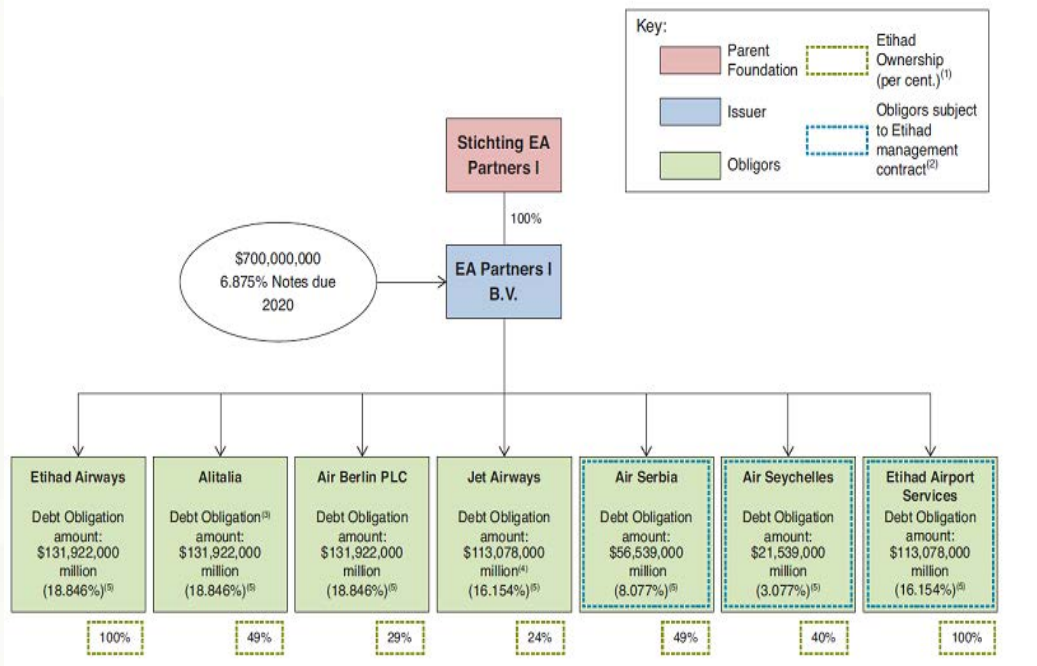 Key:
Parent
Foundation
Etihad
Ownership
(per cent.)(1)
Issuer
Obligors subject
to Etihad
management
contract(2)
Obligors
Stichting EA
Partners I
100%
$700,000,000
6.875% Notes due
2020
EA Partners I
B.V.
Etihad Airways
Debt Obligation
amount:
$131,922,000
million
(18.846%)(5)
100%
Alitalia
Debt Obligation(3)
amount:
$131,922,000
million
(18.846%)(5)
49%
Air Berlin PLC
Debt Obligation
amount:
$131,922,000
million
(18.846%)(5)
29%
Jet Airways
Debt Obligation
amount:
$113,078,000
million(4)
(16.154%)(5)
24%
Air Serbia
Debt Obligation
amount:
$56,539,000
million
(8.077%)(5)
49%
Air Seychelles
Debt Obligation
amount:
$21,539,000
million
(3.077%)(5)
40%
Etihad Airport
Services
Debt Obligation
amount:
$113,078,000
million
(16.154%)(5)
100%